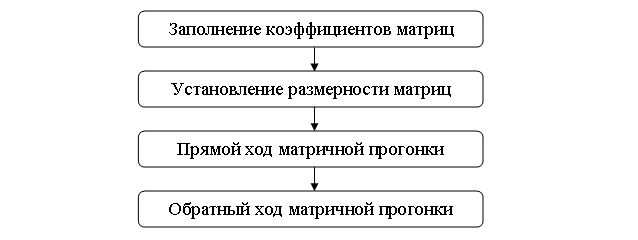 Заполнение коэффициентов матриц
Установление размерности матриц
Прямой ход матричной прогонки
Обратный ход матричной прогонки